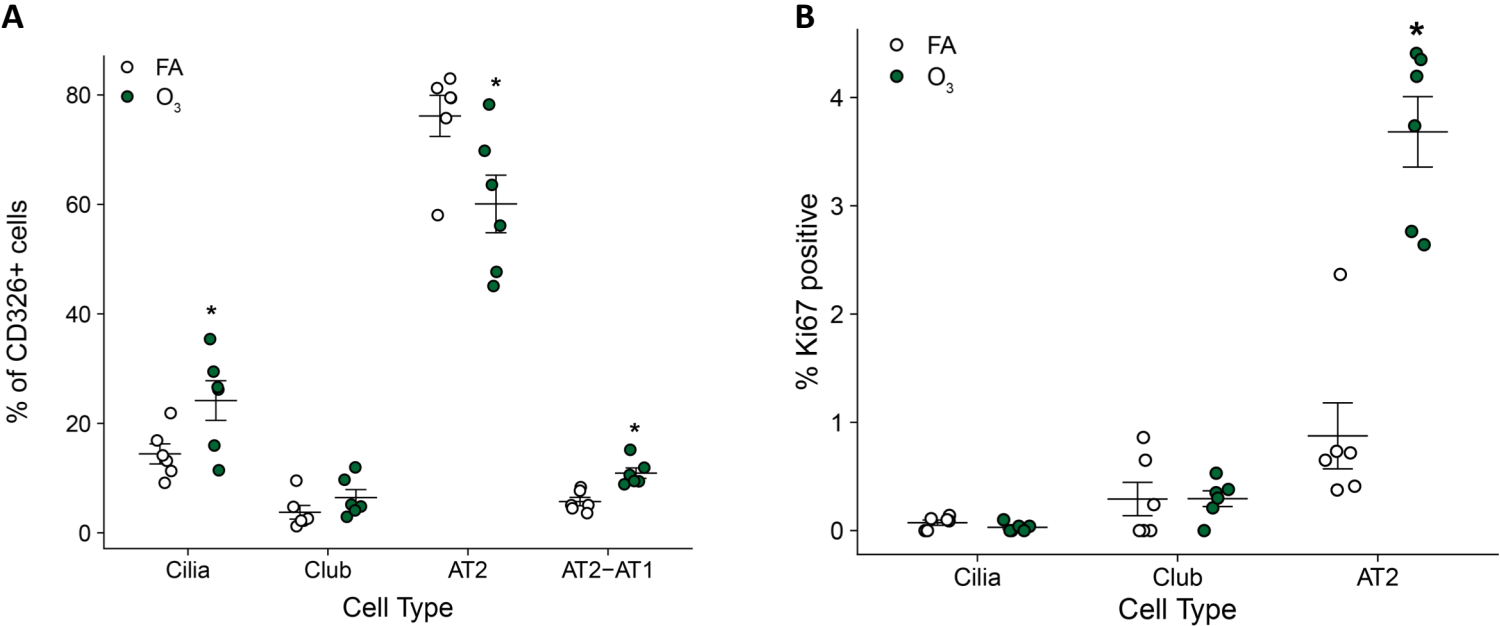 A
FA
O3
*
*
*
80
60
40
20
0
% of CD326+ cells
Cilia
Club
AT2
AT2−AT1
Cell Type
B
FA
O3
*
4
3
2
1
0
% Ki67 positive
Cilia
Club
AT2
Cell Type